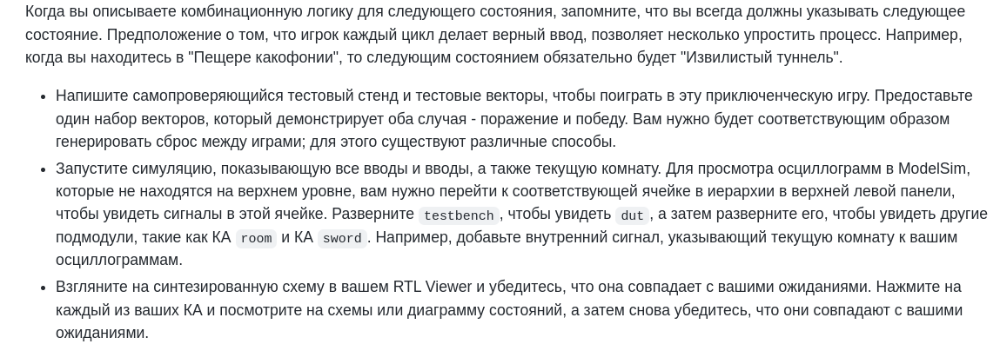 Когда вы описываете комбинационную логику для следующего состояния, запомните, что вы всегда должны указывать следующее
состояние. Предположение о том, что игрок каждый цикл делает верный ввод, позволяет несколько упростить процесс. Например,
когда вы находитесь в "Пещере какофонии", то следующим состоянием обязательно будет "Извилистый туннель".
• Напишите самопроверяющийся тестовый стенд и тестовые векторы, чтобы поиграть в эту приключенческую игру. Предоставьте
один набор векторов, который демонстрирует оба случая - поражение и победу. Вам нужно будет соответствующим образом
генерировать сброс между играми; для этого существуют различные способы.
• Запустите симуляцию, показывающую все вводы и вводы, а также текущую комнату. Для просмотра осциллограмм в ModelSim,
которые не находятся на верхнем уровне, вам нужно перейти к соответствующей ячейке в иерархии в верхней левой панели,
чтобы увидеть сигналы в этой ячейке. Разверните testbench, чтобы увидеть dut, а затем разверните его, чтобы увидеть другие
подмодули, такие как КА room и КА sword. Например, добавьте внутренний сигнал, указывающий текущую комнату к вашим
осциллограммам.
• Взгляните на синтезированную схему в вашем RTL Viewer и убедитесь, что она совпадает с вашими ожиданиями. Нажмите на
каждый из ваших КА и посмотрите на схемы или диаграмму состояний, а затем снова убедитесь, что они совпадают с вашими
ожиданиями.